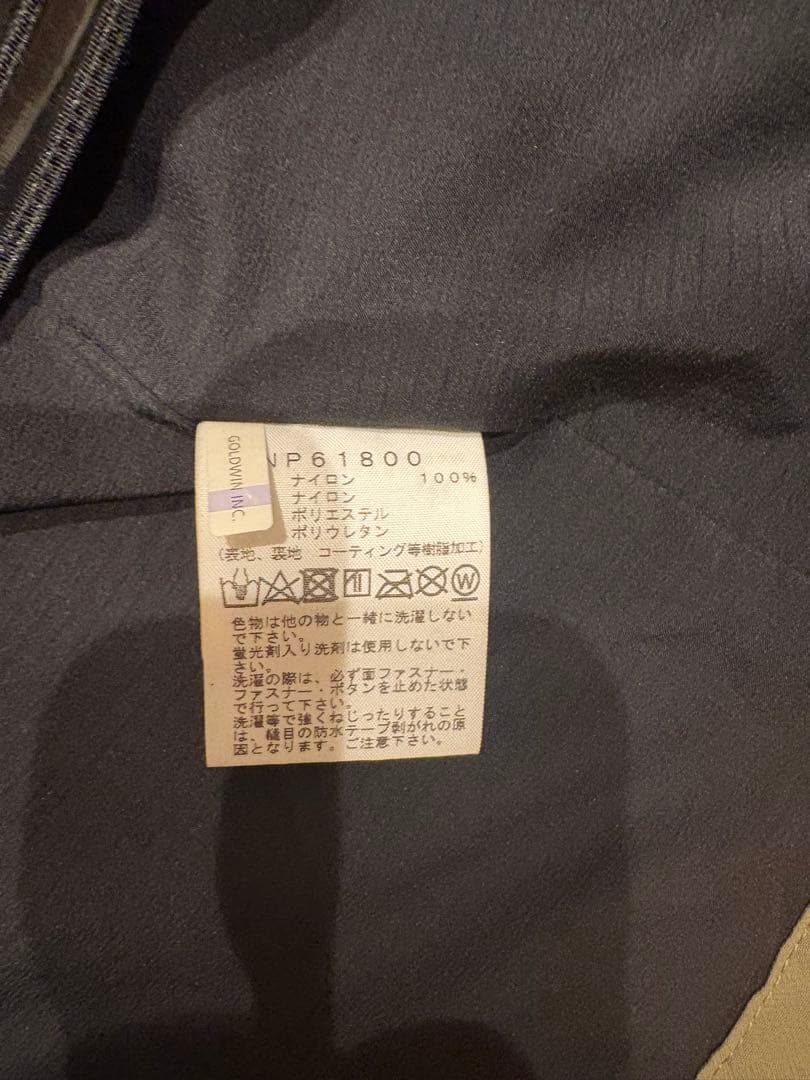 GOLDWIN INC.
NP61800
ナイロン 100%
ナイロン
ポリエステル
ポリウレタン
(表地、裏地 コーティング等樹脂加工)
W
色物は他の物と一緒に洗濯しない
で下さい。
蛍光剤入り洗剤は使用しないで下
さい。
洗濯の際は、必ず面ファスナー・
ファスナー・ボタンを止めた状態
で行って下さい。
洗濯等で強くねじったりすること
は、縫目の防水テープ剥がれの原
因となります。ご注意下さい。